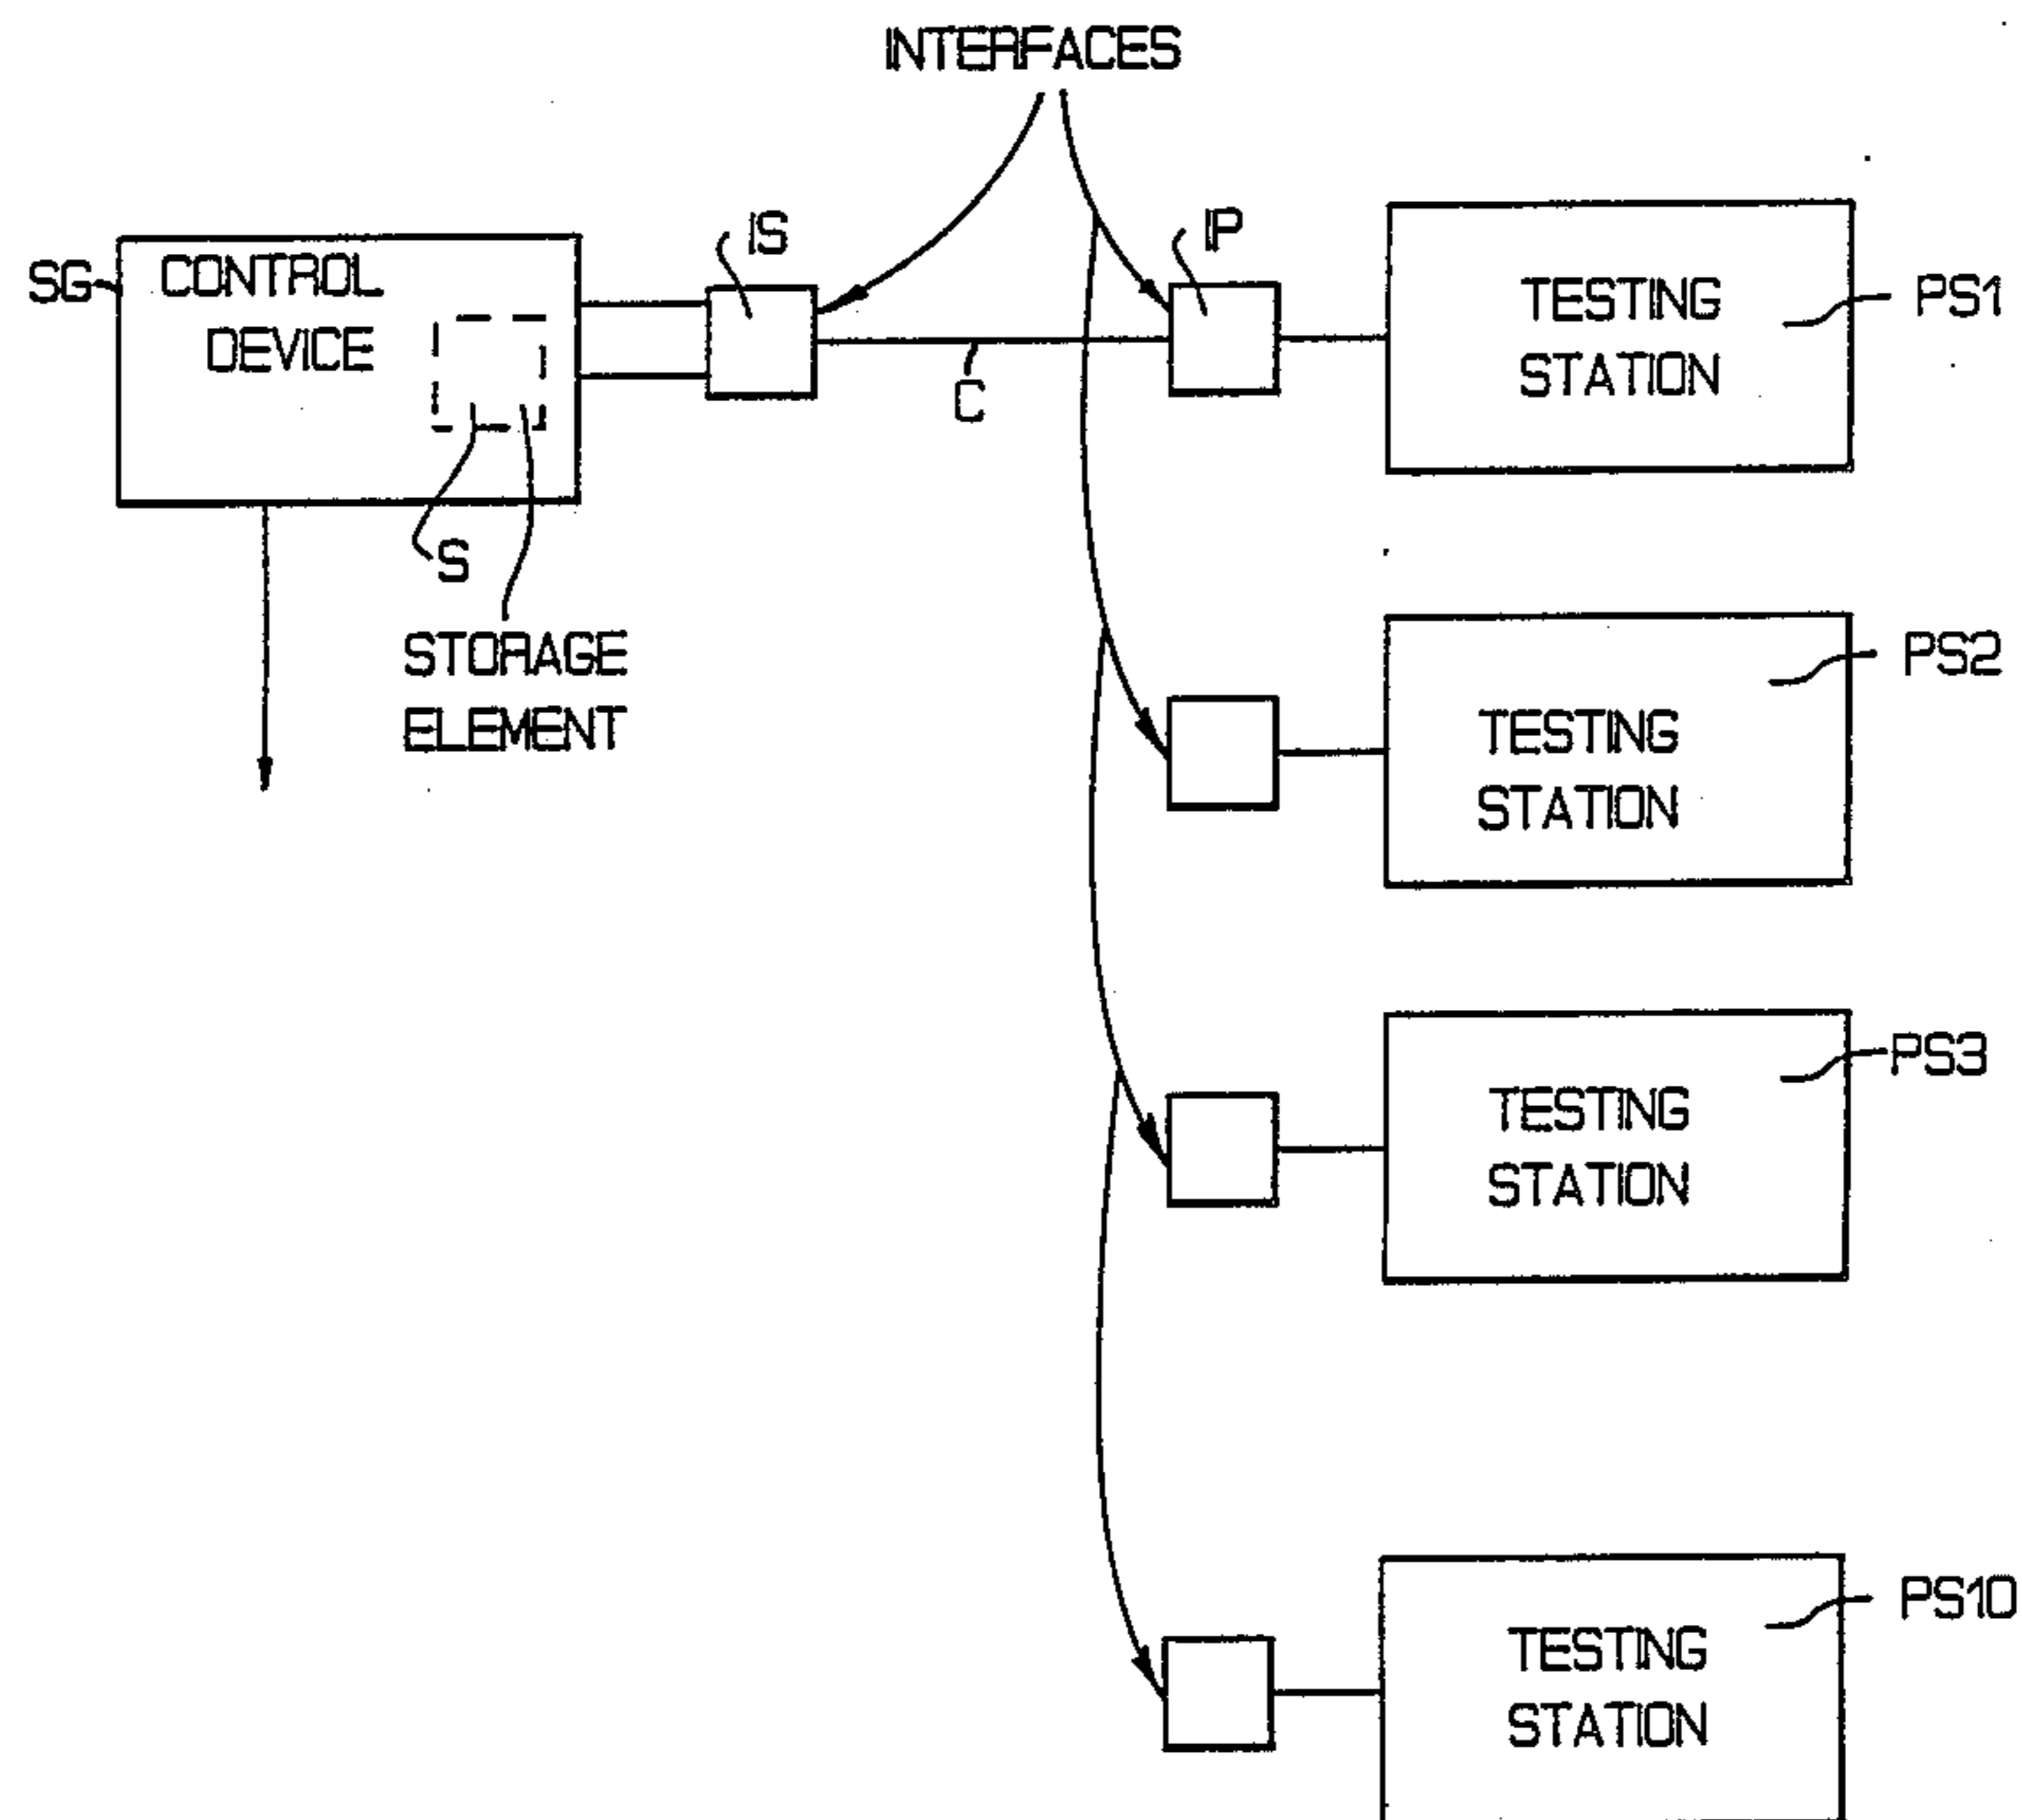 INTERFACES
IS
IP
SG
CONTROL
DEVICE
C
S
STORAGE
ELEMENT
TESTING
STATION
PS1
TESTING
STATION
PS2
TESTING
STATION
PS3
TESTING
STATION
PS10